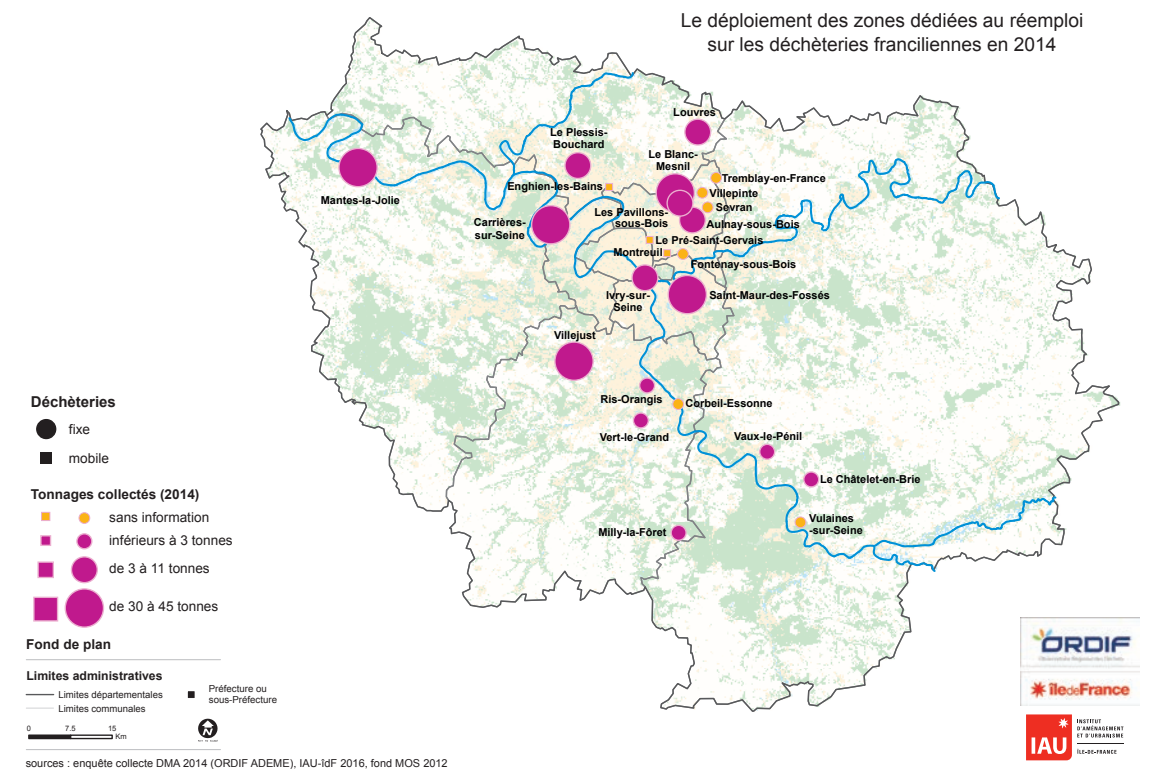 Le déploiement des zones dédiées au réemploi
sur les déchèteries franciliennes en 2014
Louvres
Le Plessis-
Bouchard
Le Blanc-
Mesnil
Tremblay-en-France
Enghien-les-Bains
Villepinte
Mantes-la-Jolie
Sevran
Les Pavillons-
sous-Bois
Aulnay-sous-Bois
Carrières-
sur-Seine
Le Pré-Saint-Gervais
Montreuil
Fontenay-sous-Bois
Ivry-sur-
Seine
Saint-Maur-des-Fossés
Villejust
Ris-Orangis
Corbeil-Essonne
Vert-le-Grand
Vaux-le-Pénil
Le Châtelet-en-Brie
Vulaines
-sur-Seine
Milly-la-Fôret
Déchèteries
fixe
mobile
Tonnages collectés (2014)
sans information
inférieurs à 3 tonnes
de 3 à 11 tonnes
de 30 à 45 tonnes
Fond de plan
Limites administratives
Limites départementales
Limites communales
Préfecture ou
sous-Préfecture
0 7.5 15
Km
N
sources : enquête collecte DMA 2014 (ORDIF ADEME), IAU-îdF 2016, fond MOS 2012
ORDIF
Observatoire Régional des Déchets
îledeFrance
IAU
INSTITUT
D'AMÉNAGEMENT
ET D'URBANISME
ÎLE-DE-FRANCE